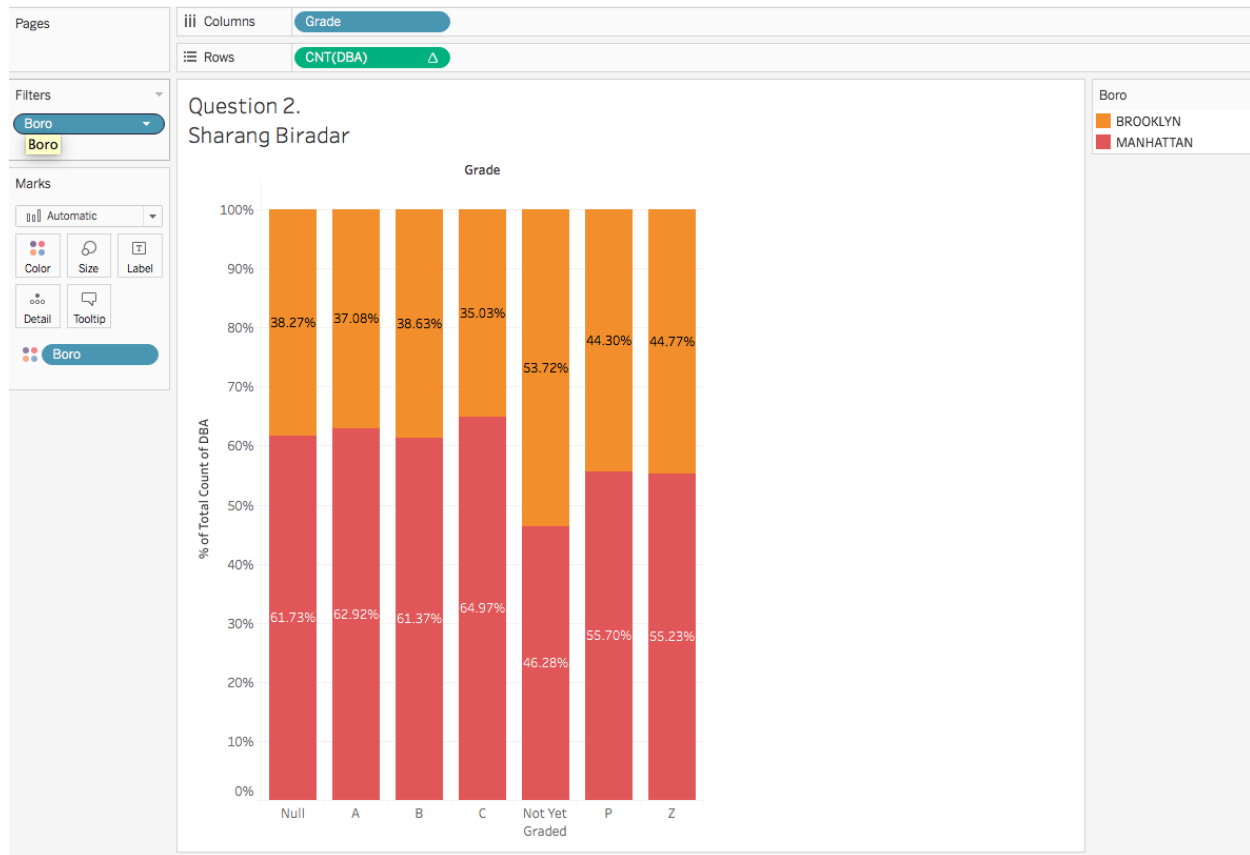 Pages
Columns
Grade
Rows
CNT(DBA)
Filters
Boro
Boro
Marks
Automatic
Color Size Label
Detail Tooltip
Boro
Question 2.
Sharang Biradar
Grade
% of Total Count of DBA
100%
90%
80%
70%
60%
50%
40%
30%
20%
10%
0%
38.27% 37.08% 38.63% 35.03% 53.72% 44.30% 44.77%
61.73% 62.92% 61.37% 64.97% 46.28% 55.70% 55.23%
Null A B C Not Yet P Z
Graded
Boro
BROOKLYN
MANHATTAN